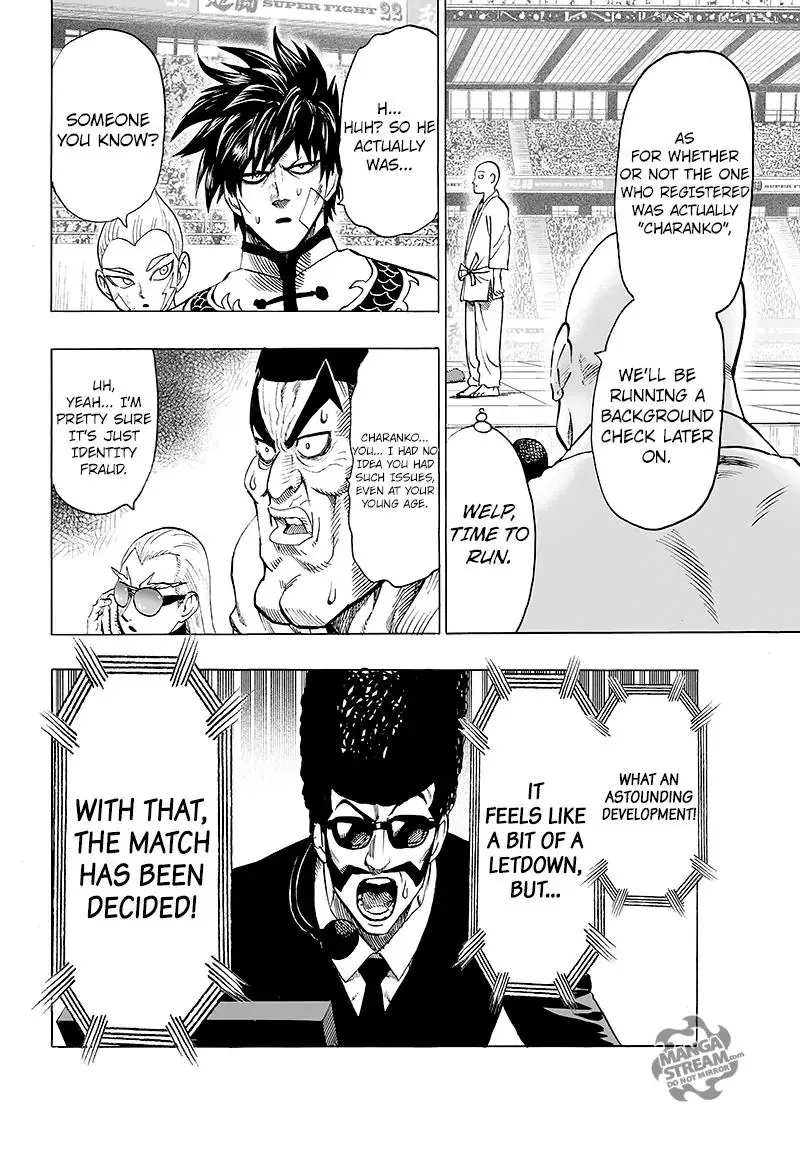 AS
FOR WHETHER
OR NOT THE ONE
WHO REGISTERED
WAS ACTUALLY
"CHARANKO",
WE'LL BE
RUNNING A
BACKGROUND
CHECK LATER
ON.
WELP,
TIME TO
RUN.
SUPER FIGHT 22
SUPER FIGHT 22
H...
HUH? SO HE
ACTUALLY
WAS...
SOMEONE
YOU KNOW?
CHARANKO...
YOU... I HAD NO
IDEA YOU HAD
SUCH ISSUES,
EVEN AT YOUR
YOUNG AGE.
UH,
YEAH... I'M
PRETTY SURE
IT'S JUST
IDENTITY
FRAUD.
WHAT AN
ASTOUNDING
DEVELOPMENT!
IT
FEELS LIKE
A BIT OF A
LETDOWN,
BUT...
WITH THAT,
THE MATCH
HAS BEEN
DECIDED!
MANGA
STREAM.com
DO NOT MIRROR